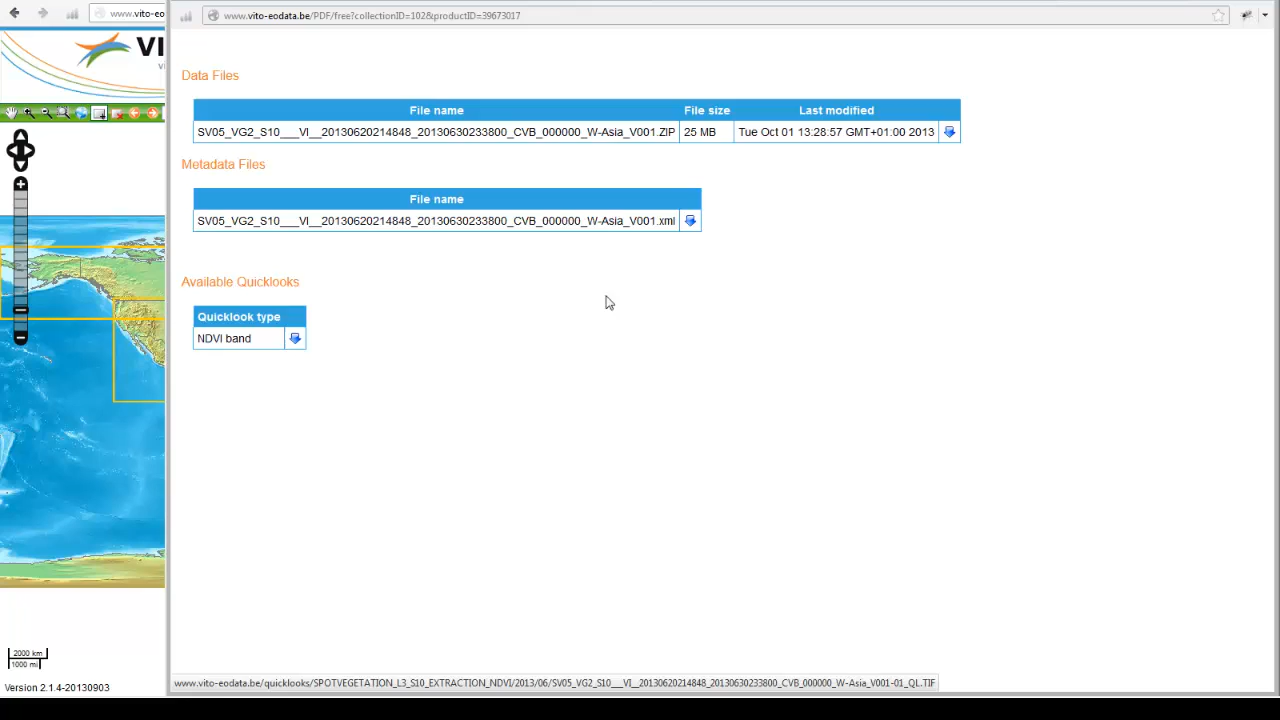 www.vito-eo
www.vito-eodata.be/PDF/free?collectionID=102&productID=39673017
VI
Data Files
File name File size Last modified
SV05_VG2_S10___VI__20130620214848_20130630233800_CVB_000000_W-Asia_V001.ZIP 25 MB Tue Oct 01 13:28:57 GMT+01:00 2013
Metadata Files
File name
SV05_VG2_S10___VI__20130620214848_20130630233800_CVB_000000_W-Asia_V001.xml
Available Quicklooks
Quicklook type
NDVI band
2000 km
1000 mi
www.vito-eodata.be/quicklooks/SPOTVEGETATION_L3_S10_EXTRACTION_NDVI/2013/06/SV05_VG2_S10___VI__20130620214848_20130630233800_CVB_000000_W-Asia_V001-01_QL.TIF
Version 2.1.4-20130903